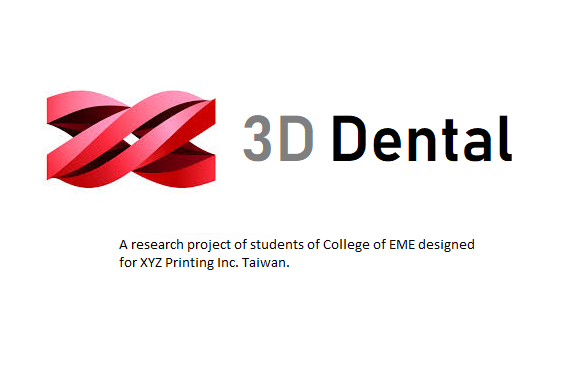 3D Dental
A research project of students of College of EME designed
for XYZ Printing Inc. Taiwan.